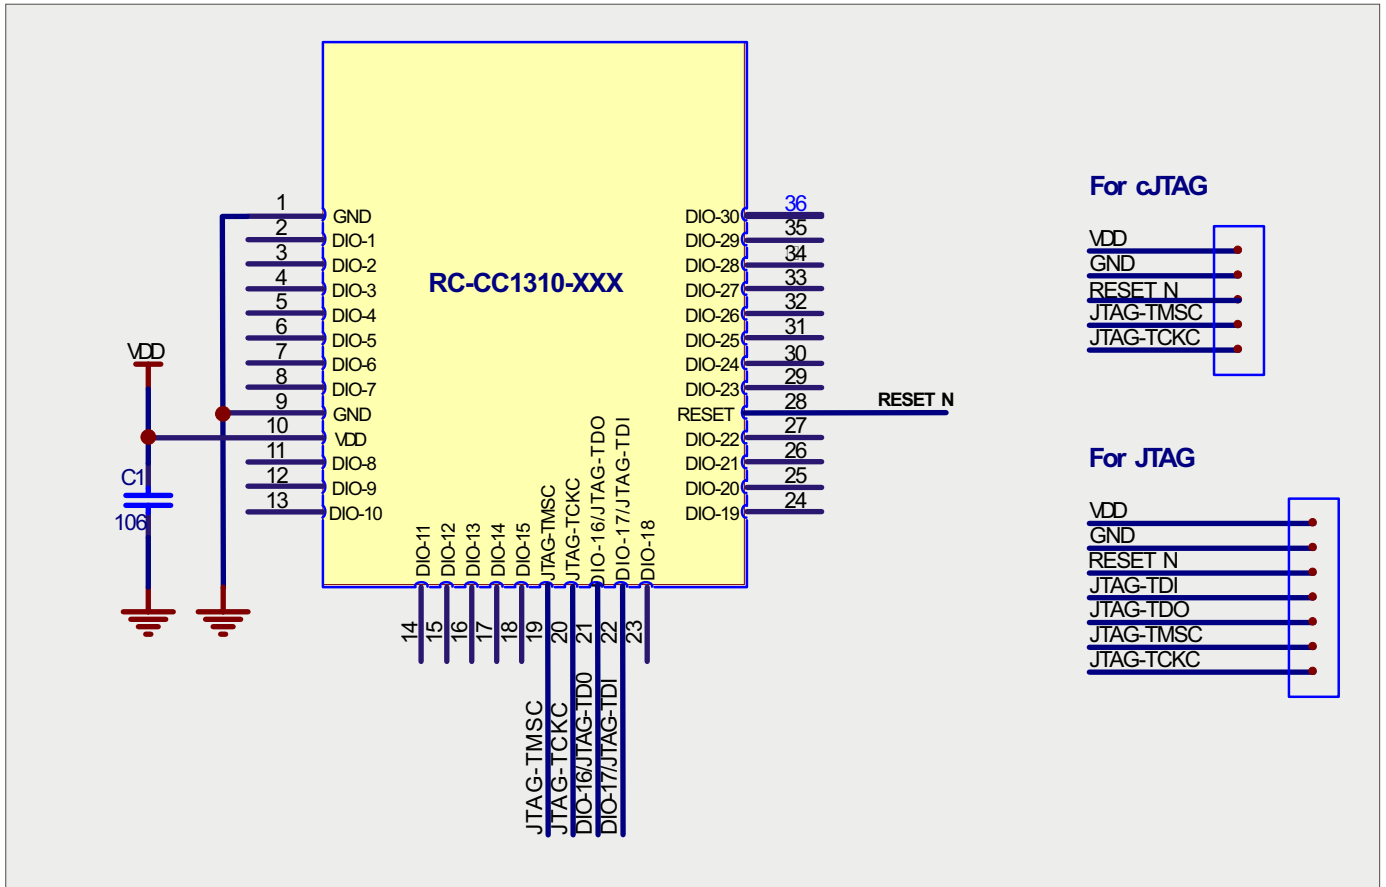 RC-CC1310-XXX
1 GND
2 DIO-1
3 DIO-2
4 DIO-3
5 DIO-4
6 DIO-5
7 DIO-6
8 DIO-7
9 GND
10 VDD
11 DIO-8
12 DIO-9
13 DIO-10
VDD
C1
106
DIO-30 36
DIO-29 35
DIO-28 34
DIO-27 33
DIO-26 32
DIO-25 31
DIO-24 30
DIO-23 29
RESET 28
RESET N
DIO-22 27
DIO-21 26
DIO-20 25
DIO-19 24
DIO-11 14
DIO-12 15
DIO-13 16
DIO-14 17
DIO-15 18
JTAG-TMSC 19
JTAG-TCKC 20
DIO-16/JTAG-TDO 21
DIO-17/JTAG-TDI 22
DIO-18 23
JTAG-TMSC
JTAG-TCKC
DIO-16/JTAG-TD0
DIO-17/JTAG-TDI
For cJTAG
VDD
GND
RESET N
JTAG-TMSC
JTAG-TCKC
For JTAG
VDD
GND
RESET N
JTAG-TDI
JTAG-TDO
JTAG-TMSC
JTAG-TCKC